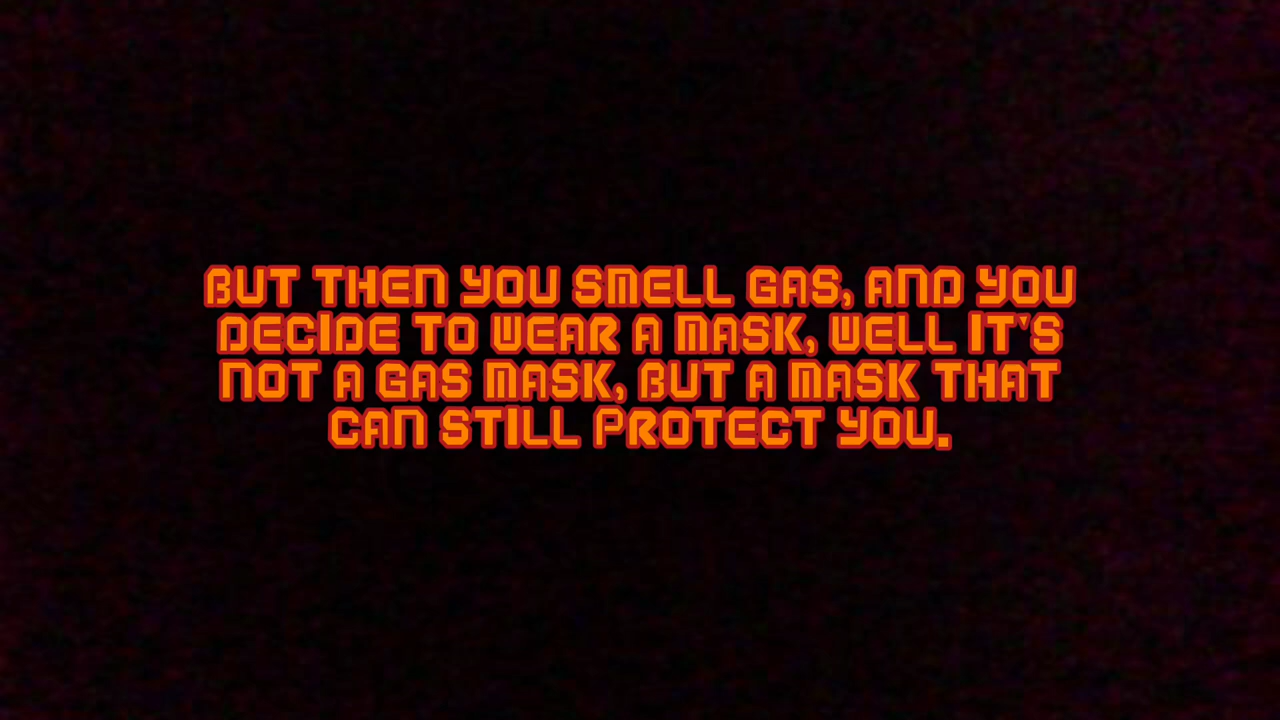 BUT THEN YOU SMELL GAS, AND YOU
DECIDE TO WEAR A MASK, WELL IT'S
NOT A GAS MASK, BUT A MASK THAT
CAN STILL PROTECT YOU.